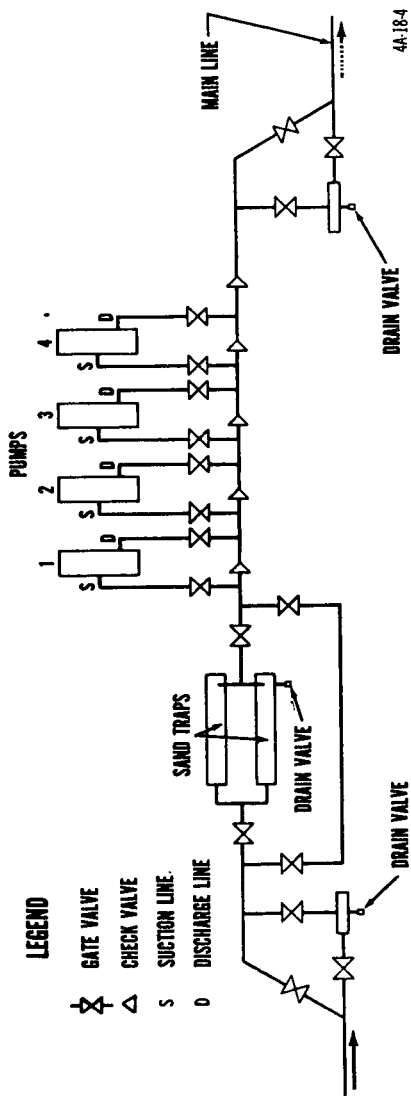 PUMPS
1
2
3
4
S
D
S
D
S
D
S
D
MAIN LINE
SAND TRAPS
DRAIN VALVE
DRAIN VALVE
DRAIN VALVE
LEGEND
GATE VALVE
CHECK VALVE
S SUCTION LINE.
D DISCHARGE LINE
4A-18-4